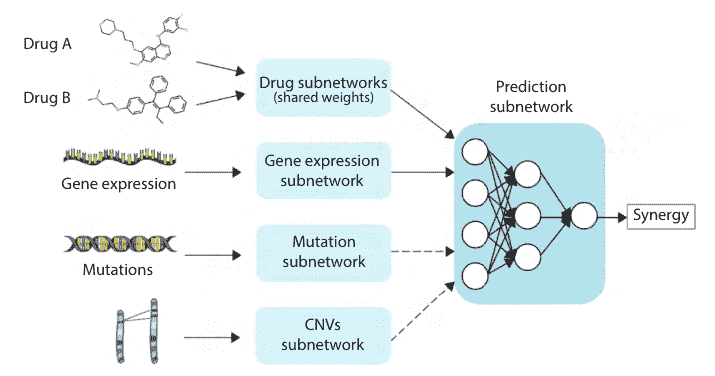 Drug A
Drug B
Drug subnetworks
(shared weights)
Prediction
subnetwork
Gene expression
Gene expression
subnetwork
Synergy
Mutations
Mutation
subnetwork
CNVs
subnetwork